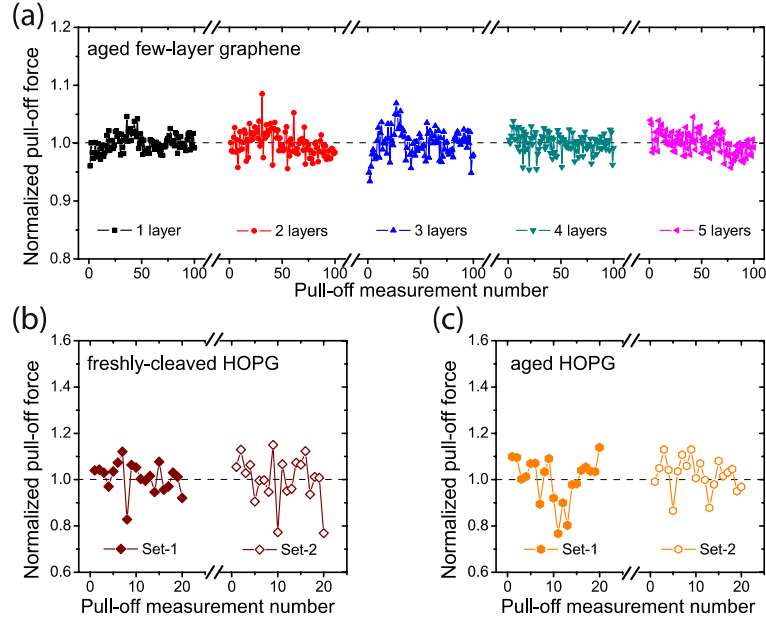 (a)
1.2
1.1
1.0
0.9
0.8
Normalized pull-off force
aged few-layer graphene
1 layer
2 layers
3 layers
4 layers
5 layers
0 50 100 0 50 100 0 50 100 0 50 100 0 50 100
Pull-off measurement number
(b)
1.6
1.4
1.2
1.0
0.8
0.6
Normalized pull-off force
freshly-cleaved HOPG
Set-1
Set-2
0 10 20 0 10 20
Pull-off measurement number
(c)
1.6
1.4
1.2
1.0
0.8
0.6
Normalized pull-off force
aged HOPG
Set-1
Set-2
0 10 20 0 10 20
Pull-off measurement number